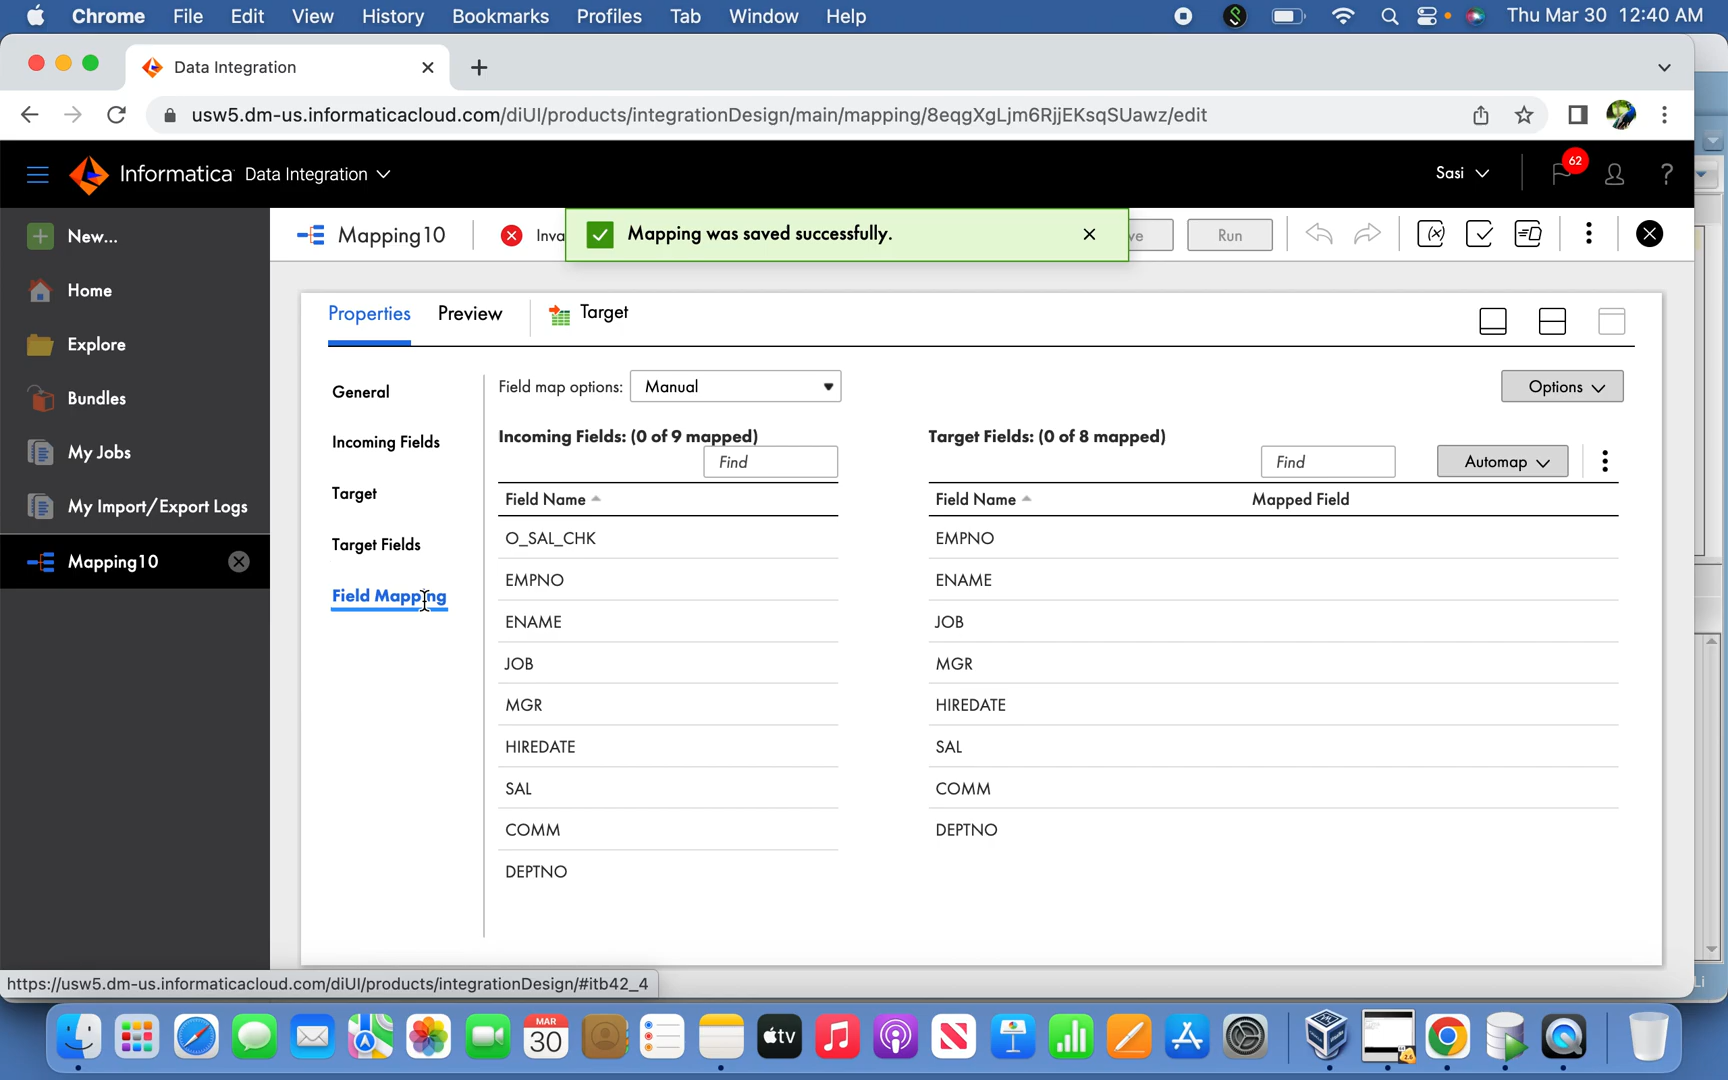 Chrome File Edit View History Bookmarks Profiles Tab Window Help Thu Mar 30 12:40 AM
Data Integration
usw5.dm-us.informaticacloud.com/diUI/products/integrationDesign/main/mapping/8eqgXgLjm6RjjEKsqSUawz/edit
Informatica Data Integration Sasi 62 ?
New...
Home
Explore
Bundles
My Jobs
My Import/Export Logs
Mapping10
Mapping10 Inva Mapping was saved successfully. ve Run
Properties Preview Target
General
Incoming Fields
Target
Target Fields
Field Mapping
Field map options: Manual Options
Incoming Fields: (0 of 9 mapped)
Find
Field Name
O_SAL_CHK
EMPNO
ENAME
JOB
MGR
HIREDATE
SAL
COMM
DEPTNO
Target Fields: (0 of 8 mapped)
Find Automap
Field Name Mapped Field
EMPNO
ENAME
JOB
MGR
HIREDATE
SAL
COMM
DEPTNO
https://usw5.dm-us.informaticacloud.com/diUI/products/integrationDesign/#itb42_4
Li
MAR
30
tv